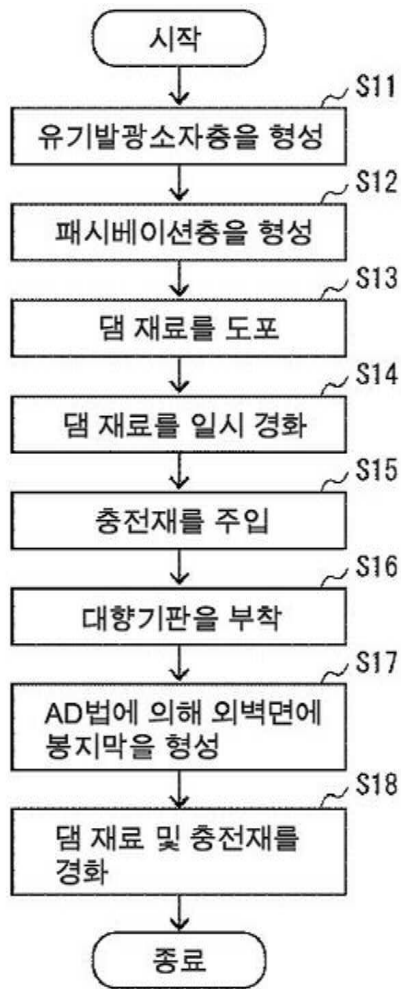 시작
S11
유기발광소자층을 형성
S12
패시베이션층을 형성
S13
댐 재료를 도포
S14
댐 재료를 일시 경화
S15
충전재를 주입
S16
대향기판을 부착
S17
AD법에 의해 외벽면에
봉지막을 형성
S18
댐 재료 및 충전재를
경화
종료